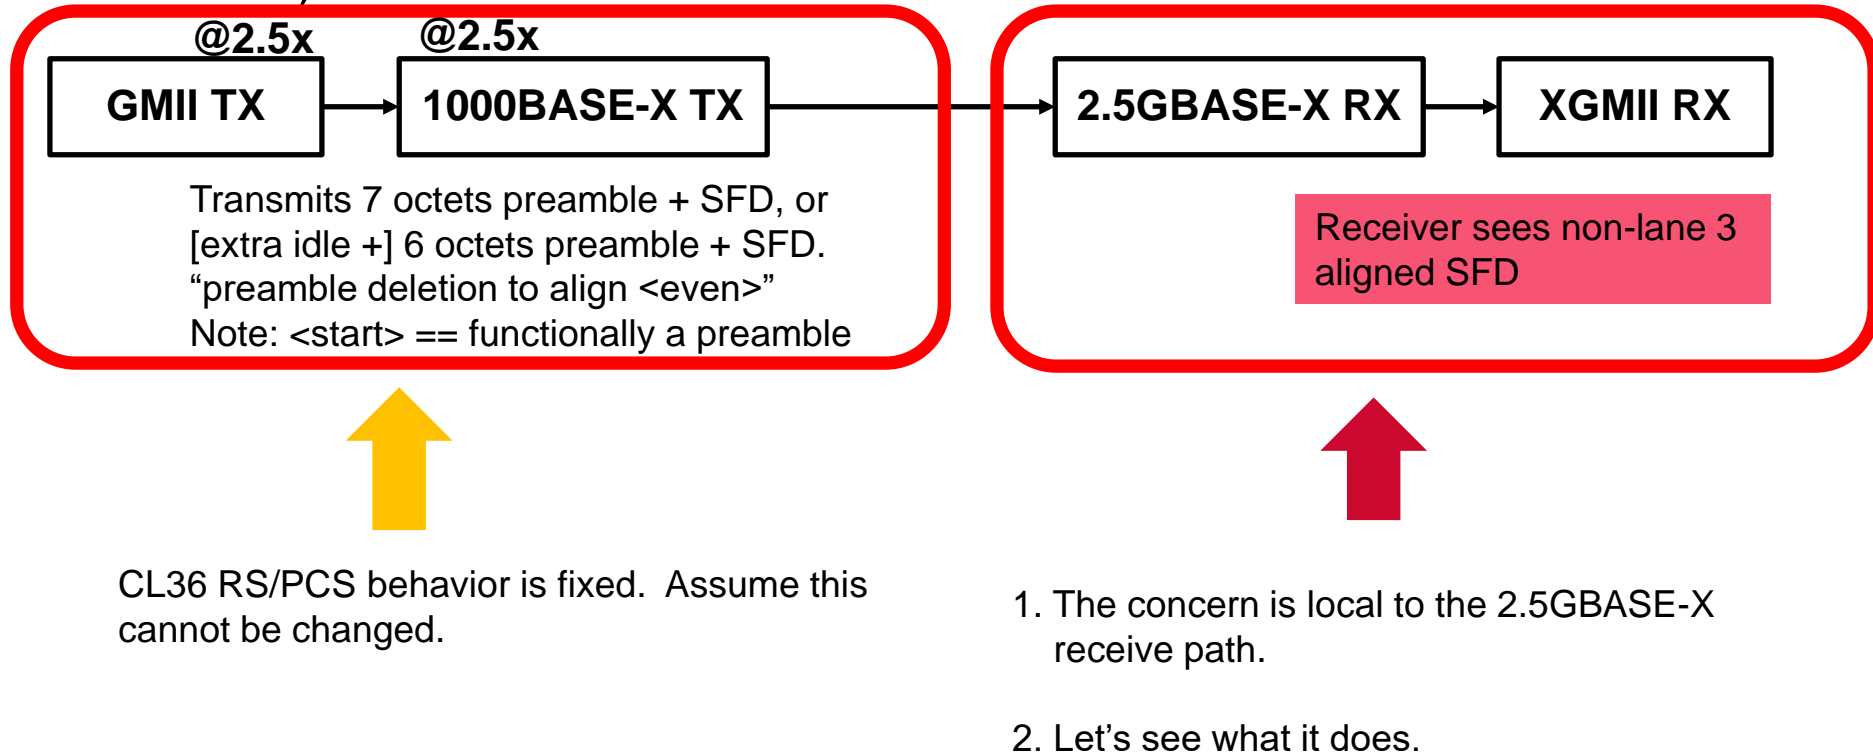 @2.5x @2.5x
GMII TX 1000BASE-X TX 2.5GBASE-X RX XGMII RX
Transmits 7 octets preamble + SFD, or
[extra idle +] 6 octets preamble + SFD.
“preamble deletion to align <even>”
Note: <start> == functionally a preamble
Receiver sees non-lane 3
aligned SFD
CL36 RS/PCS behavior is fixed.  Assume this
cannot be changed.
1. The concern is local to the 2.5GBASE-X
receive path.
2. Let’s see what it does.